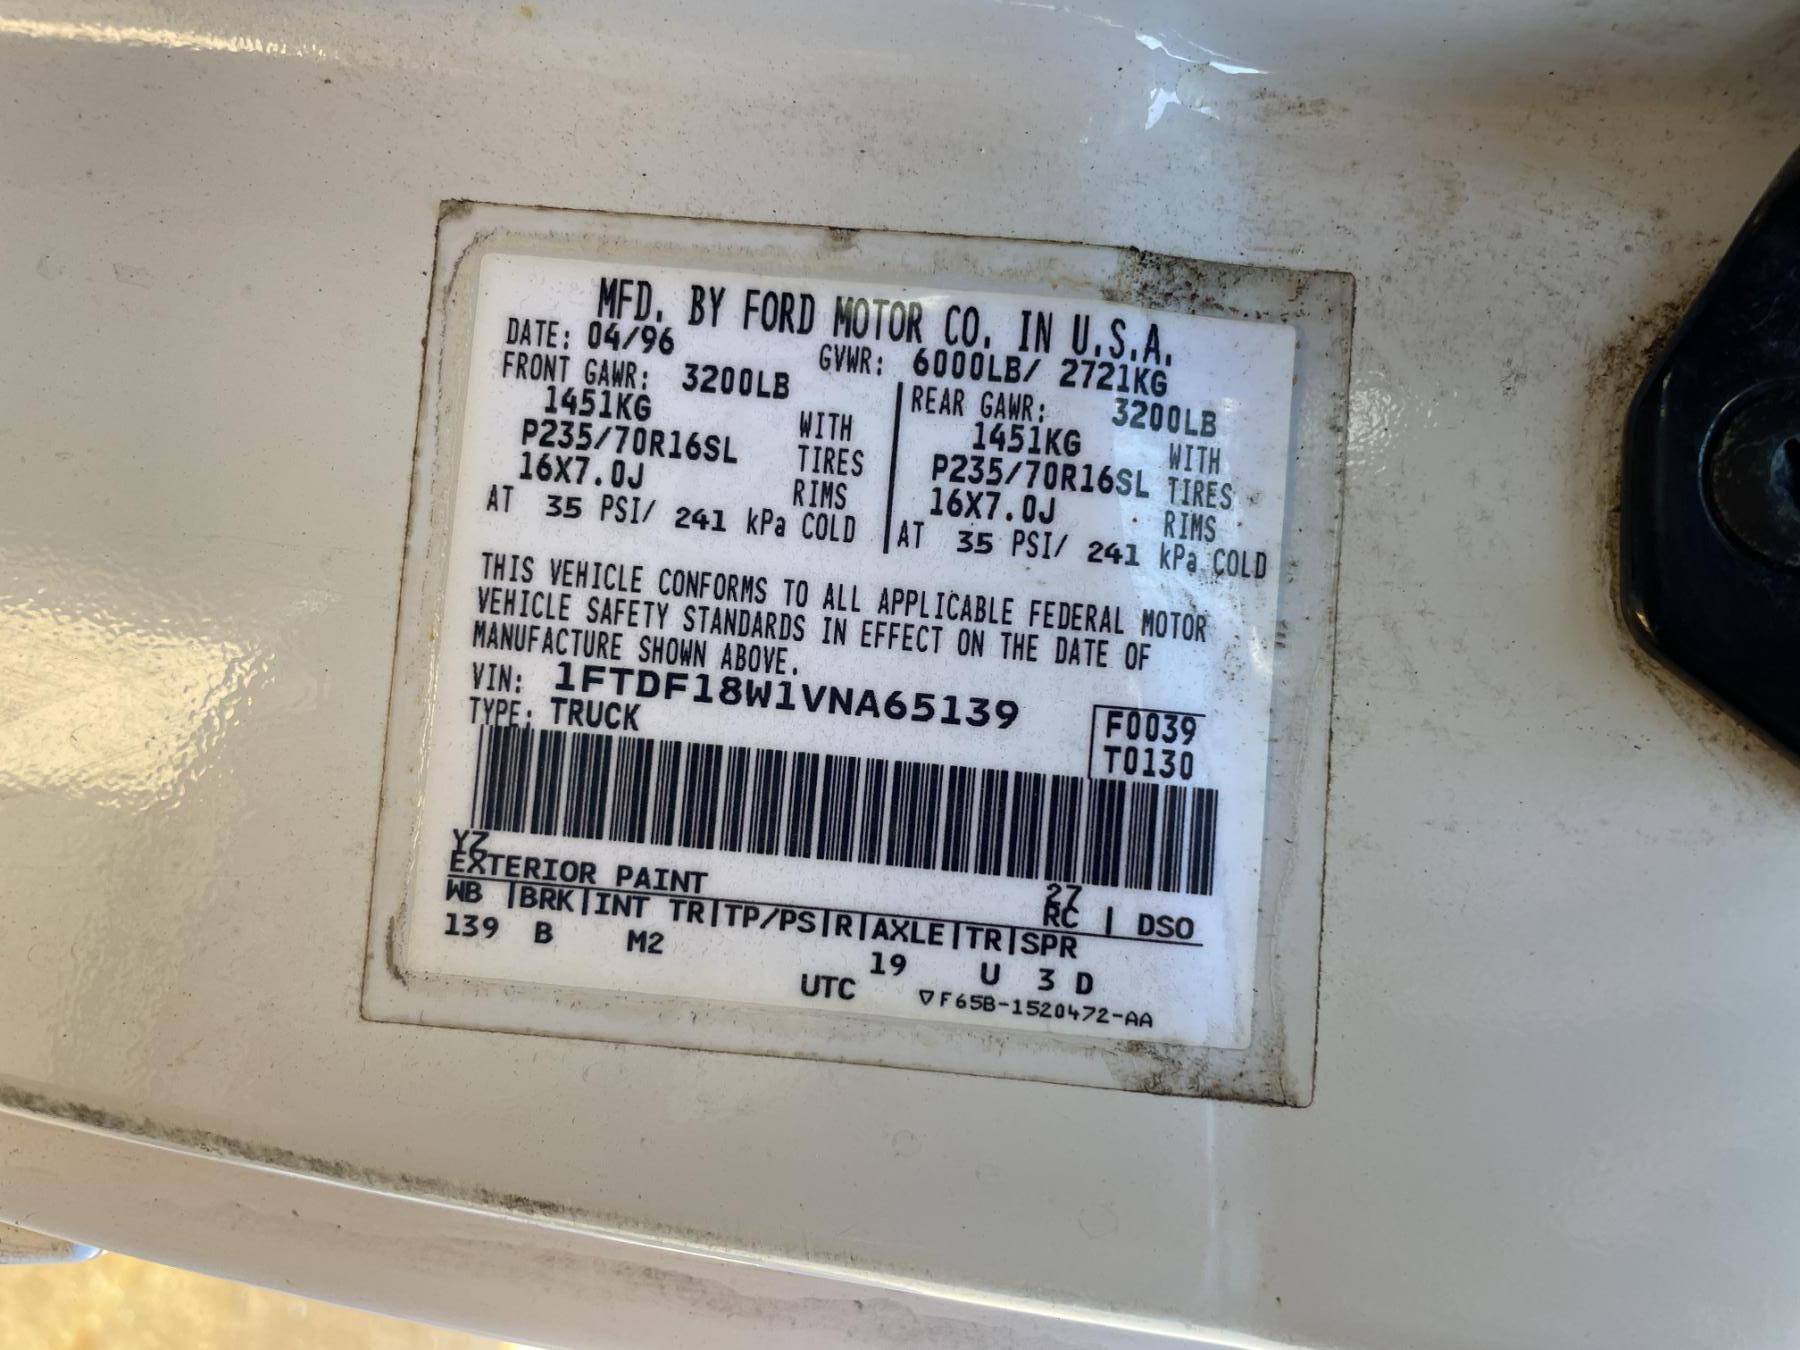 MFD. BY FORD MOTOR CO. IN U.S.A.
DATE: 04/96 GVWR: 6000LB/ 2721KG
FRONT GAWR: 3200LB REAR GAWR: 3200LB
1451KG WITH 1451KG WITH
P235/70R16SL TIRES P235/70R16SL TIRES
16X7.0J RIMS 16X7.0J RIMS
AT 35 PSI/ 241 kPa COLD AT 35 PSI/ 241 kPa COLD
THIS VEHICLE CONFORMS TO ALL APPLICABLE FEDERAL MOTOR
VEHICLE SAFETY STANDARDS IN EFFECT ON THE DATE OF
MANUFACTURE SHOWN ABOVE.
VIN: 1FTDF18W1VNA65139
TYPE: TRUCK
F0039
T0130
YZ
EXTERIOR PAINT 27 RC | DSO
WB |BRK|INT TR|TP/PS|R|AXLE|TR|SPR
139 B M2 19 U 3 D
UTC ▽F65B-1520472-AA